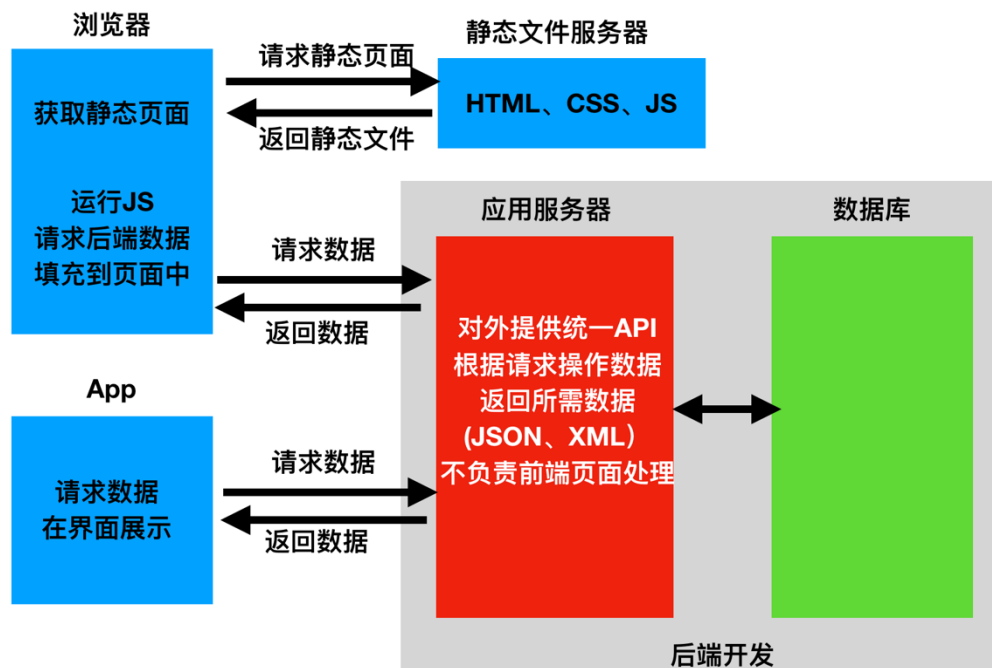 浏览器
静态文件服务器
请求静态页面
HTML、CSS、JS
获取静态页面
返回静态文件
运行JS
请求后端数据
填充到页面中
应用服务器
数据库
请求数据
返回数据
对外提供统一API
根据请求操作数据
返回所需数据
(JSON、XML）
不负责前端页面处理
App
请求数据
在界面展示
请求数据
返回数据
后端开发